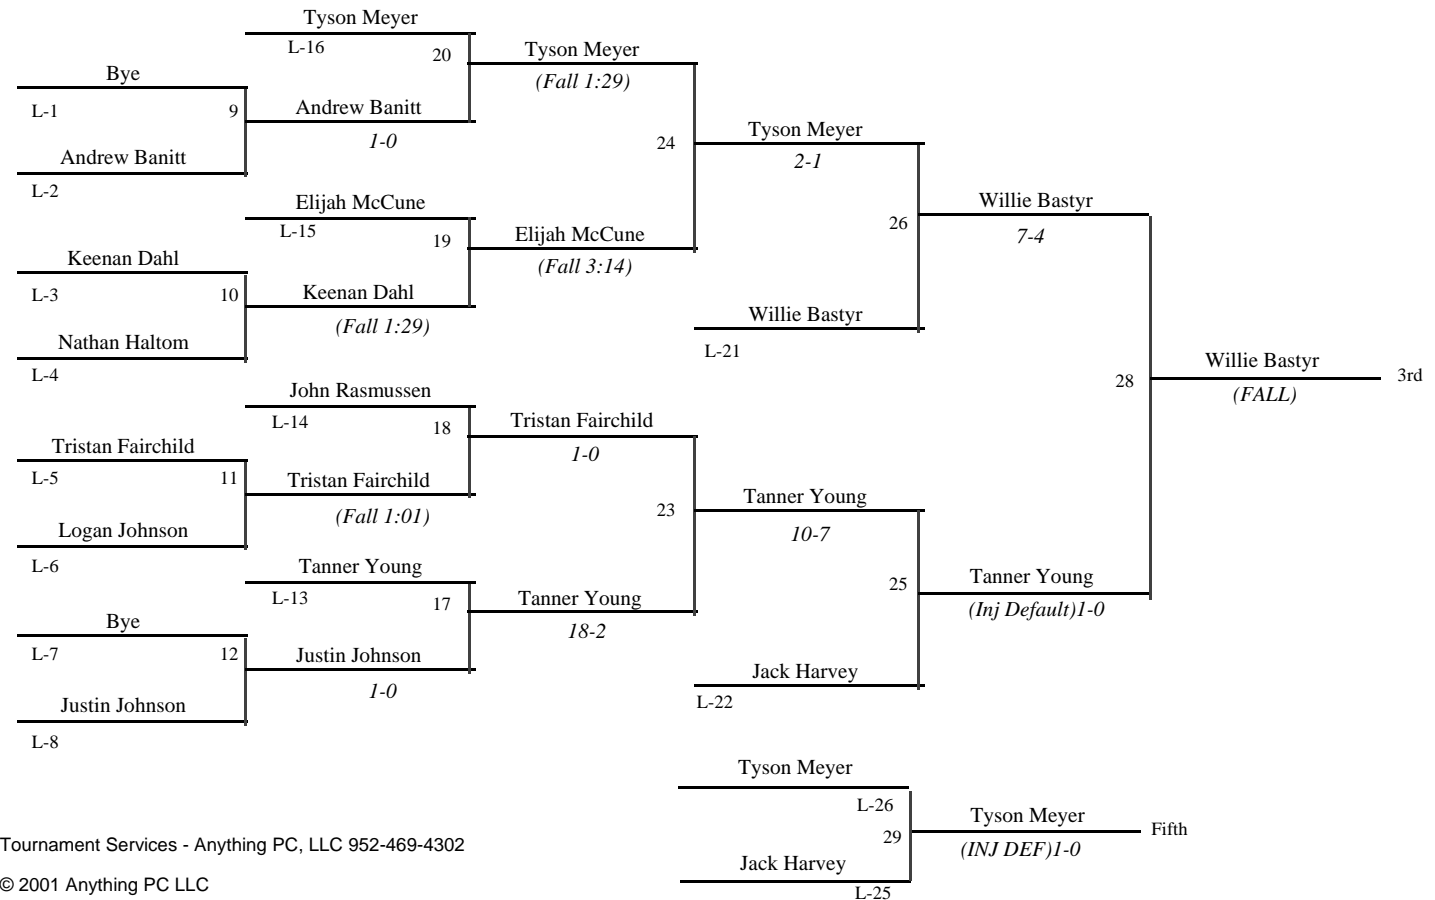 Tyson Meyer
L-16
20
Tyson Meyer
(Fall 1:29)
Bye
L-1
9
Andrew Banitt
1-0
Andrew Banitt
L-2
24
Tyson Meyer
2-1
Elijah McCune
L-15
19
Elijah McCune
(Fall 3:14)
Keenan Dahl
L-3
10
Keenan Dahl
(Fall 1:29)
Nathan Haltom
L-4
26
Willie Bastyr
7-4
Willie Bastyr
L-21
John Rasmussen
L-14
18
Tristan Fairchild
1-0
Tristan Fairchild
L-5
11
Tristan Fairchild
(Fall 1:01)
Logan Johnson
L-6
23
Tanner Young
10-7
28
Willie Bastyr
(FALL)
3rd
Tanner Young
L-13
17
Tanner Young
18-2
Bye
L-7
12
Justin Johnson
1-0
Justin Johnson
L-8
25
Tanner Young
(Inj Default)1-0
Jack Harvey
L-22
Tyson Meyer
L-26
29
Tyson Meyer
(INJ DEF)1-0
Fifth
Jack Harvey
L-25
Tournament Services - Anything PC, LLC 952-469-4302
© 2001 Anything PC LLC